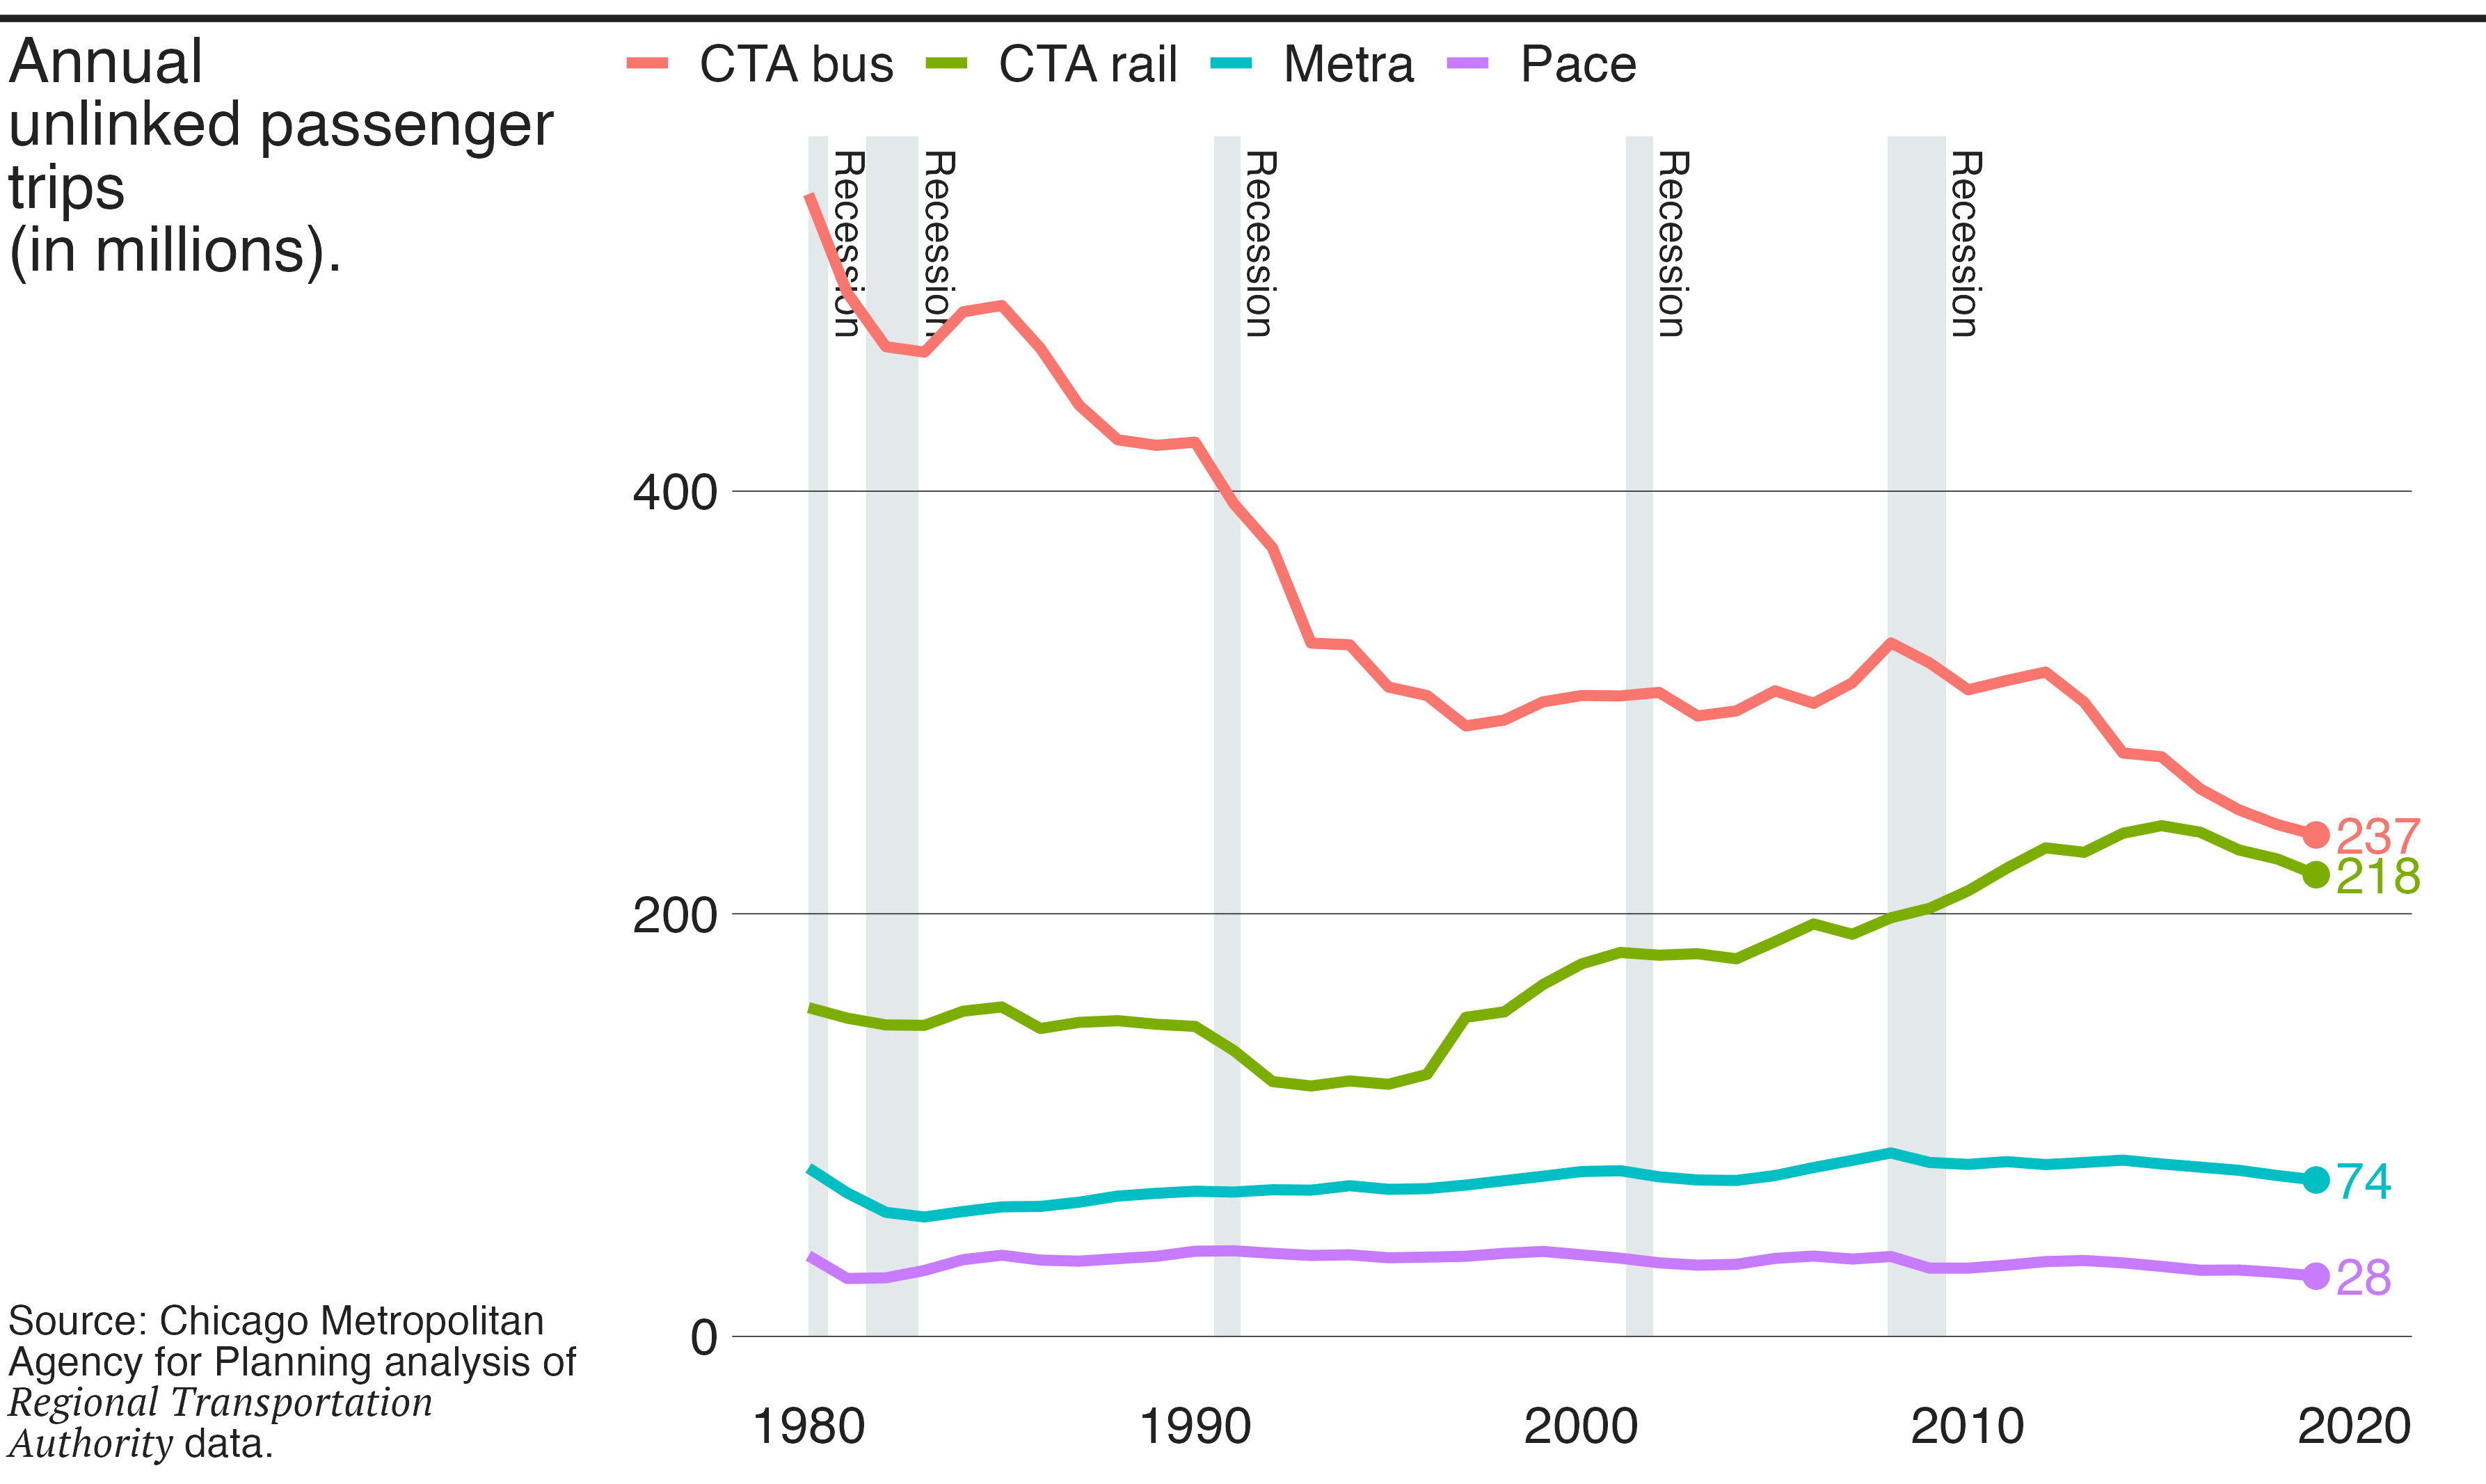 Annual
unlinked passenger
trips
(in millions).
CTA bus CTA rail Metra Pace
Recession Recession Recession Recession Recession
400
200
0
237
218
74
28
1980 1990 2000 2010 2020
Source: Chicago Metropolitan
Agency for Planning analysis of
Regional Transportation
Authority data.